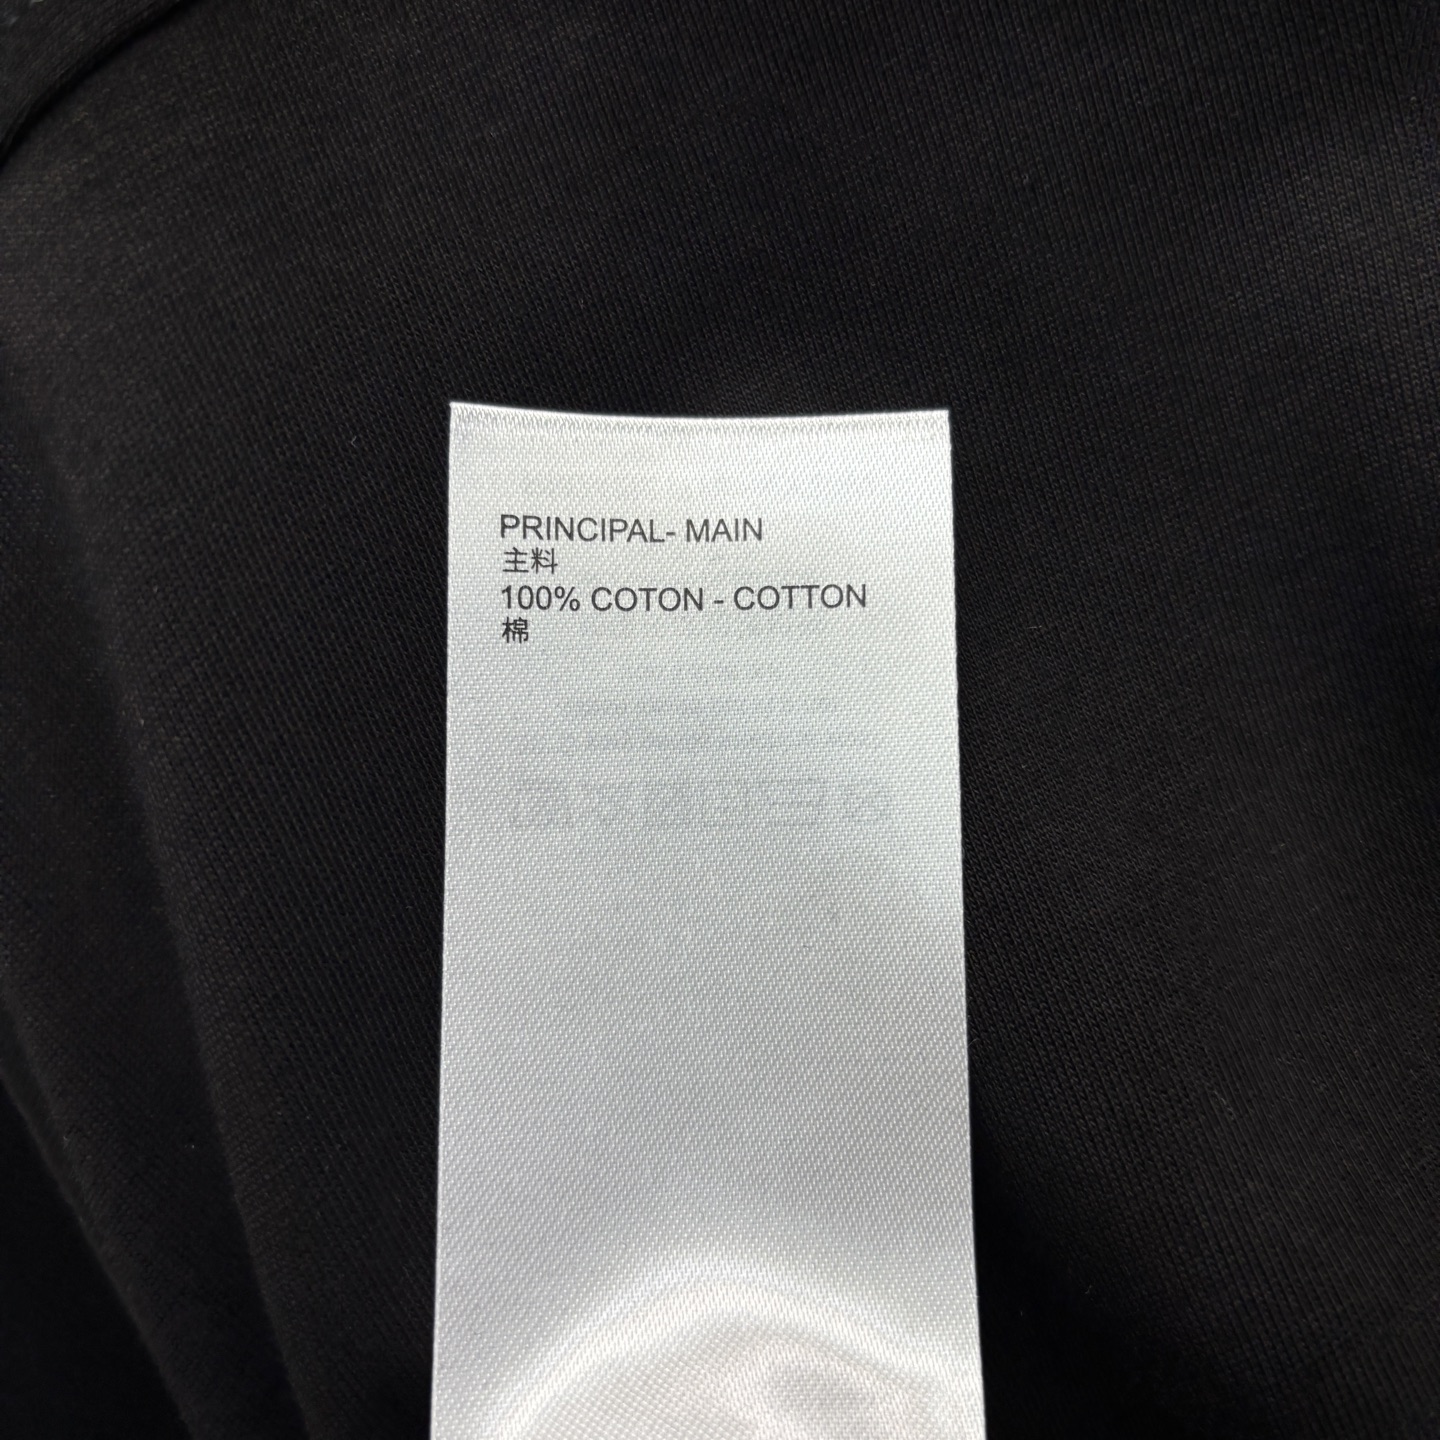 PRINCIPAL- MAIN
主料
100% COTON - COTTON
棉